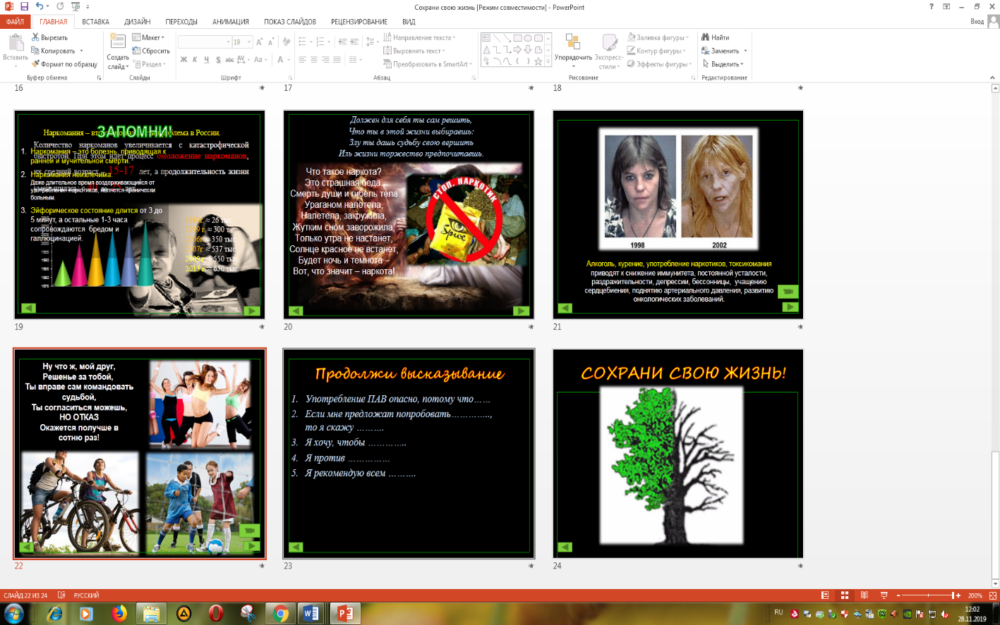 Сохрани свою жизнь [Режим совместимости] - PowerPoint
ФАЙЛ ГЛАВНАЯ ВСТАВКА ДИЗАЙН ПЕРЕХОДЫ АНИМАЦИЯ ПОКАЗ СЛАЙДОВ РЕЦЕНЗИРОВАНИЕ ВИД Вход
Вставить
Вырезать
Копировать
Формат по образцу
Буфер обмена
Создать слайд
Макет
Сбросить
Раздел
Слайды
19
Ж К Ч S abc AV Aa А
Шрифт
Направление текста
Выровнять текст
Преобразовать в SmartArt
Абзац
Упорядочить
Экспресс-стили
Заливка фигуры
Контур фигуры
Эффекты фигуры
Рисование
Найти
Заменить
Выделить
Редактирование
16 17 18
ЗАПОМНИ!
Наркомания – в России.
Количество наркоманов увеличивается с катастрофической
быстротой. При этом идет процесс омоложение наркоманов,
их средний возраст 15-17 лет, а продолжительность жизни
1. Наркомания – это болезнь, приводящая к
ранней и мучительной смерти.
2. Наркомания неизлечима.
Даже длительное время воздерживающийся от
употребления наркотиков, является хронически
больным.
3. Эйфорическое состояние длится от 3 до
5 минут, а остальные 1-3 часа
сопровождаются бредом и
галлюцинацией.
2005
2000
1995
1990
1985
1980
1975
≈ 26 тыс.
≈ 300 т
≈ 350 тыс.
2007г. ≈ 537 тыс.
≈ 550 тыс.
2013 г. ≈ 630 тыс.
19
Должен для себя ты сам решить,
Что ты в этой жизни выбираешь:
Злу ты дашь судьбу свою вершить
Иль жизни торжество предпочитаешь.
Что такое наркота?
Это страшная беда...
Смерть души и гибель тела
Ураганом налетела,
Налетела, закружила,
Жутким сном заворожила,
Только утра не настанет,
Солнце красное не встанет,
Будет ночь и темнота –
Вот, что значит – наркота!
СТОП, НАРКОТИК
Spice
20
1998 2002
Алкоголь, курение, употребление наркотиков, токсикомания
приводят к снижение иммунитета, постоянной усталости,
раздражительности, депрессии, бессонницы, учащению
сердцебиения, поднятию артериального давления, развитию
онкологических заболеваний.
21
Ну что ж, мой друг,
Решенье за тобой,
Ты вправе сам командовать
судьбой,
Ты согласиться можешь,
НО ОТКАЗ
Окажется получше в
сотню раз!
22
Продолжи высказывание
1. Употребление ПАВ опасно, потому что……
2. Если мне предложат попробовать…………..,
то я скажу ……….
3. Я хочу, чтобы …………..
4. Я против ……………
5. Я рекомендую всем ……….
23
СОХРАНИ СВОЮ ЖИЗНЬ!
24
СЛАЙД 22 ИЗ 24 РУССКИЙ 200%
RU 12:02
28.11.2019